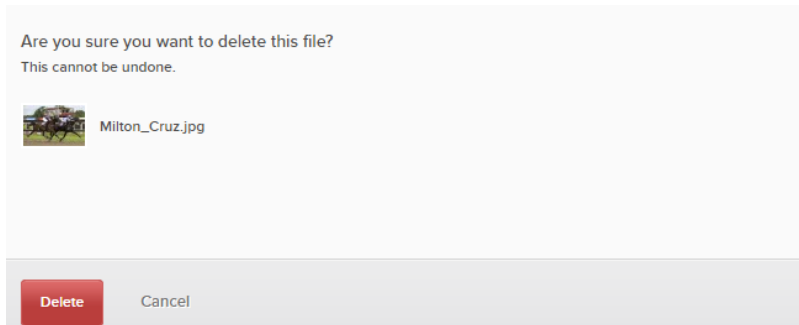 Are you sure you want to delete this file?
This cannot be undone.
Milton_Cruz.jpg
Delete Cancel